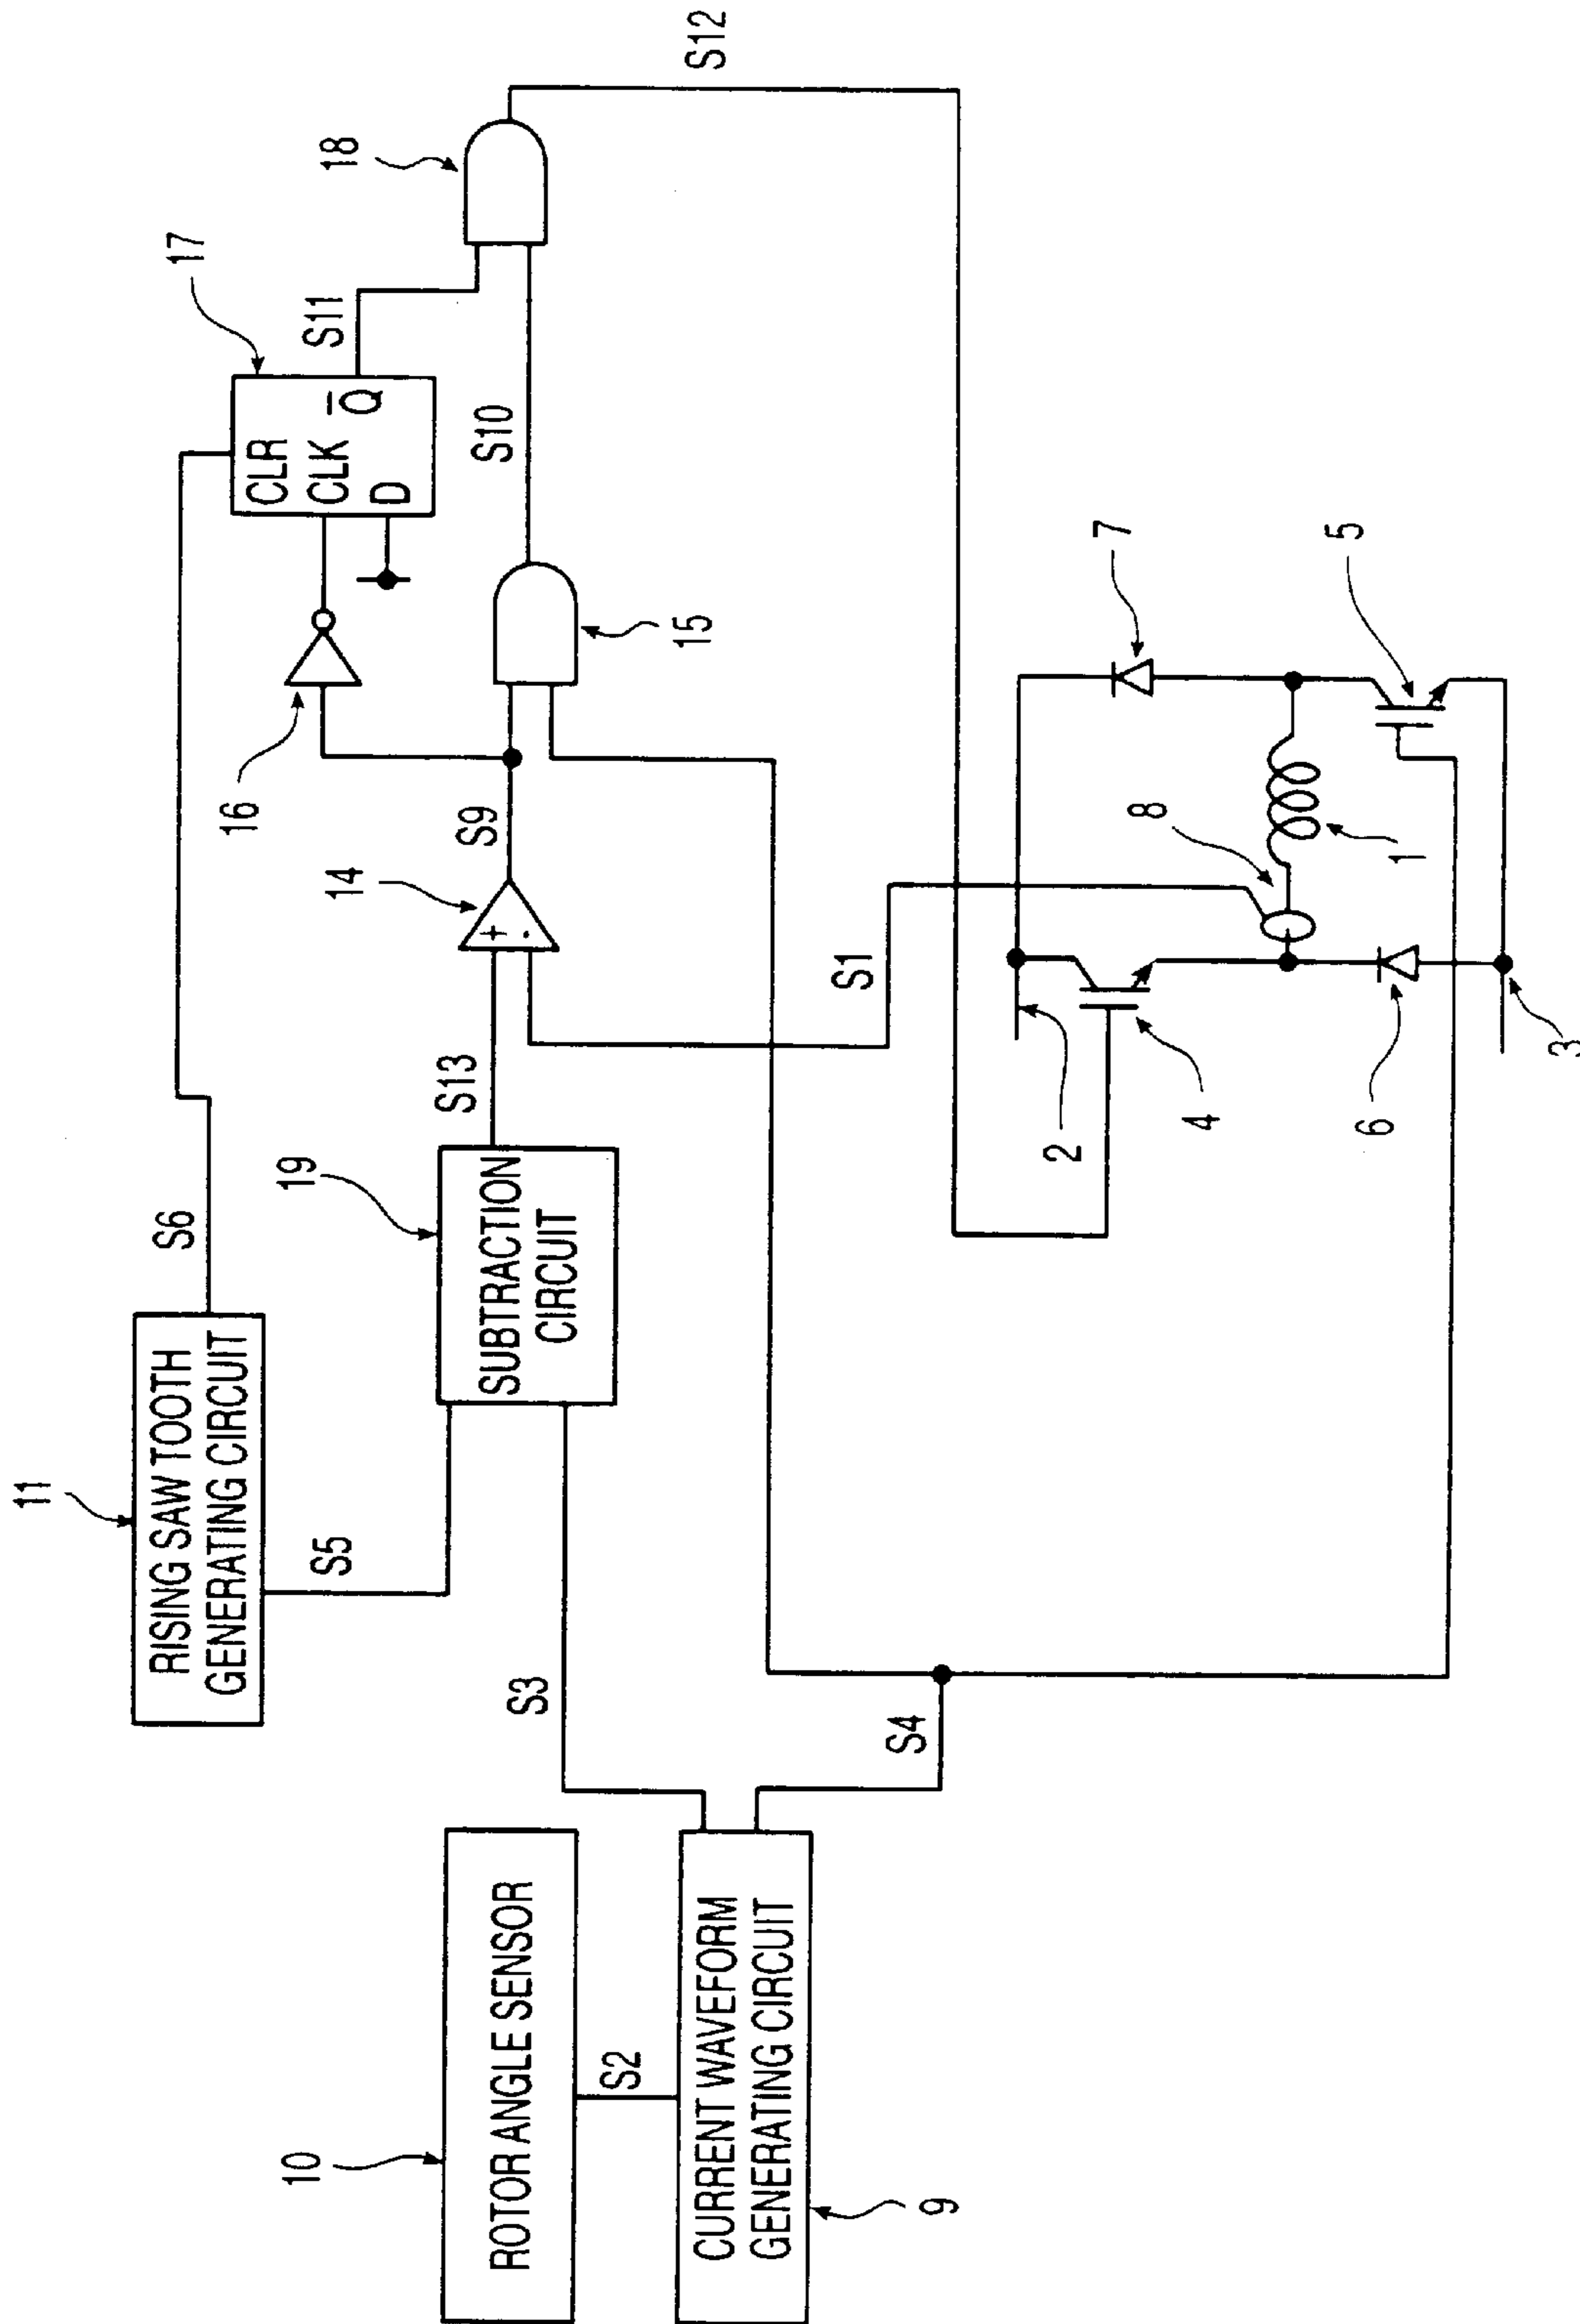 11
RISING SAW TOOTH
GENERATING CIRCUIT
S6
S5
17
CLR
CLK
D
Q̅
S11
18
S12
16
10
ROTOR ANGLE SENSOR
S2
S3
19
SUBTRACTION
CIRCUIT
S13
14
+
-
S9
15
S10
9
CURRENT WAVEFORM
GENERATING CIRCUIT
S4
S1
2
4
6
3
8
1
7
5